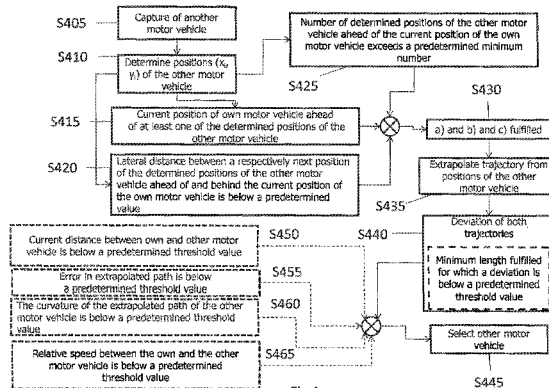 S405
Capture of another
motor vehicle
S410
Determine positions (xi,
yi) of the other motor
vehicle
Number of determined positions of the other motor
vehicle ahead of the current position of the
own motor vehicle exceeds a predetermined minimum
number
S425
S415
Current position of own motor vehicle ahead
of at least one of the determined positions of the
other motor vehicle
S430
a) and b) and c) fulfilled
S420
Lateral distance between a respectively next position
of the determined positions of the other motor
vehicle ahead of and behind the current position of
the own motor vehicle is below a predetermined
value
Extrapolate trajectory from
positions of the other
motor vehicle
S435
S440
Deviation of both
trajectories
Minimum length fulfilled
for which a deviation is
below a predetermined
threshold value
S450
Current distance between own and other motor
vehicle is below a predetermined threshold value
S455
Error in extrapolated path is below
a predetermined threshold value
S460
The curvature of the extrapolated path of the other
motor vehicle is below a predetermined threshold
value
S465
Relative speed between the own and the other
motor vehicle is below a predetermined threshold
value
Select other motor
vehicle
S445